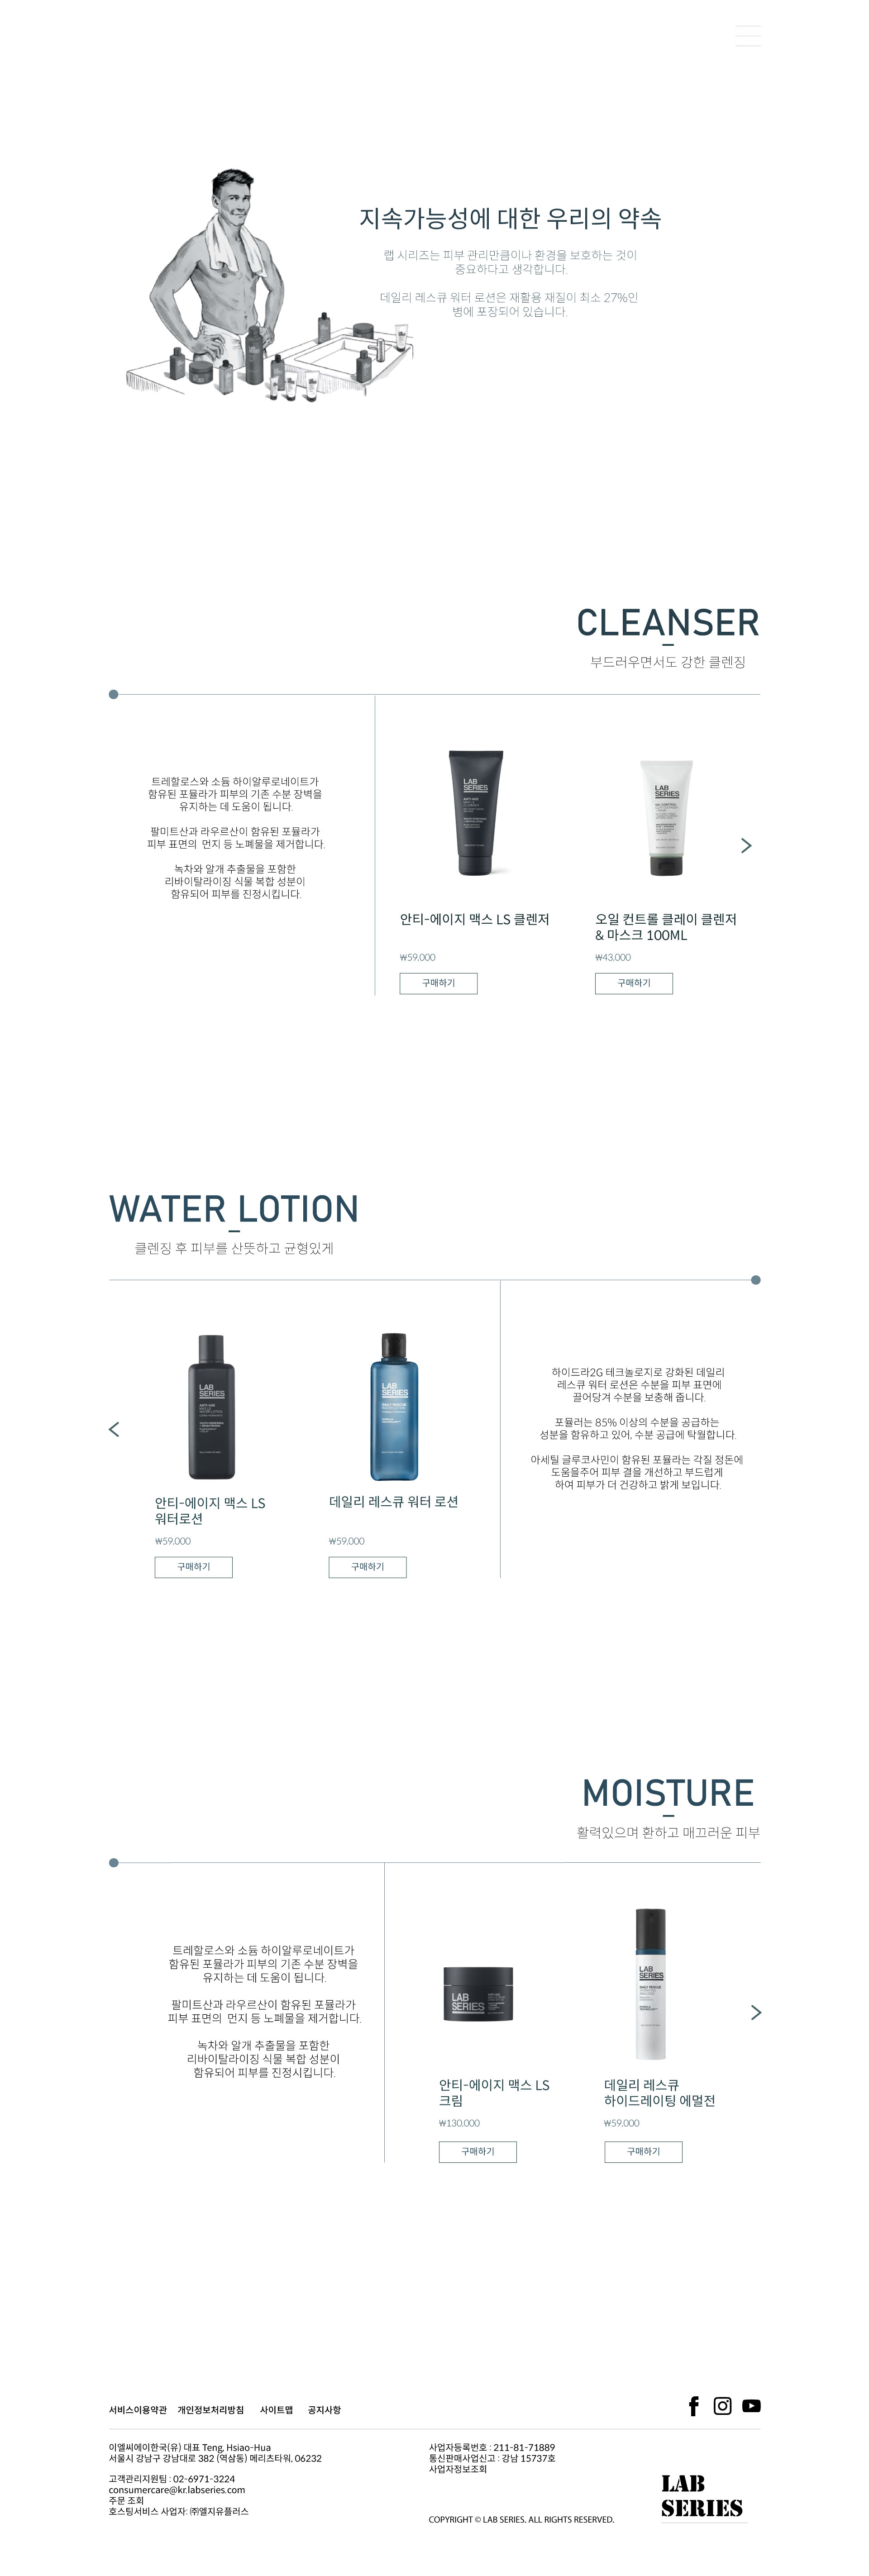 지속가능성에 대한 우리의 약속
랩 시리즈는 피부 관리만큼이나 환경을 보호하는 것이
중요하다고 생각합니다.
데일리 레스큐 워터 로션은 재활용 재질이 최소 27%인
병에 포장되어 있습니다.
CLEANSER
부드러우면서도 강한 클렌징
트레할로스와 소듐 하이알루로네이트가
함유된 포뮬라가 피부의 기존 수분 장벽을
유지하는 데 도움이 됩니다.
팔미트산과 라우르산이 함유된 포뮬라가
피부 표면의 먼지 등 노폐물을 제거합니다.
녹차와 알개 추출물을 포함한
리바이탈라이징 식물 복합 성분이
함유되어 피부를 진정시킵니다.
LAB
SERIES
LAB
SERIES
안티-에이지 맥스 LS 클렌저
₩59,000
구매하기
오일 컨트롤 클레이 클렌저
& 마스크 100ML
₩43,000
구매하기
WATER LOTION
클렌징 후 피부를 산뜻하고 균형있게
LAB
SERIES
LAB
SERIES
안티-에이지 맥스 LS
워터로션
₩59,000
구매하기
데일리 레스큐 워터 로션
₩59,000
구매하기
하이드라2G 테크놀로지로 강화된 데일리
레스큐 워터 로션은 수분을 피부 표면에
끌어당겨 수분을 보충해 줍니다.
포뮬러는 85% 이상의 수분을 공급하는
성분을 함유하고 있어, 수분 공급에 탁월합니다.
아세틸 글루코사민이 함유된 포뮬라는 각질 정돈에
도움을주어 피부 결을 개선하고 부드럽게
하여 피부가 더 건강하고 밝게 보입니다.
MOISTURE
활력있으며 환하고 매끄러운 피부
트레할로스와 소듐 하이알루로네이트가
함유된 포뮬라가 피부의 기존 수분 장벽을
유지하는 데 도움이 됩니다.
팔미트산과 라우르산이 함유된 포뮬라가
피부 표면의 먼지 등 노폐물을 제거합니다.
녹차와 알개 추출물을 포함한
리바이탈라이징 식물 복합 성분이
함유되어 피부를 진정시킵니다.
LAB
SERIES
LAB
SERIES
안티-에이지 맥스 LS
크림
₩130,000
구매하기
데일리 레스큐
하이드레이팅 에멀전
₩59,000
구매하기
서비스이용약관 개인정보처리방침 사이트맵 공지사항
이엘씨에이한국(유) 대표 Teng, Hsiao-Hua
서울시 강남구 강남대로 382 (역삼동) 메리츠타워, 06232
고객관리지원팀 : 02-6971-3224
consumercare@kr.labseries.com
주문 조회
호스팅서비스 사업자: ㈜엘지유플러스
사업자등록번호 : 211-81-71889
통신판매사업신고 : 강남 15737호
사업자정보조회
COPYRIGHT © LAB SERIES. ALL RIGHTS RESERVED.
LAB
SERIES